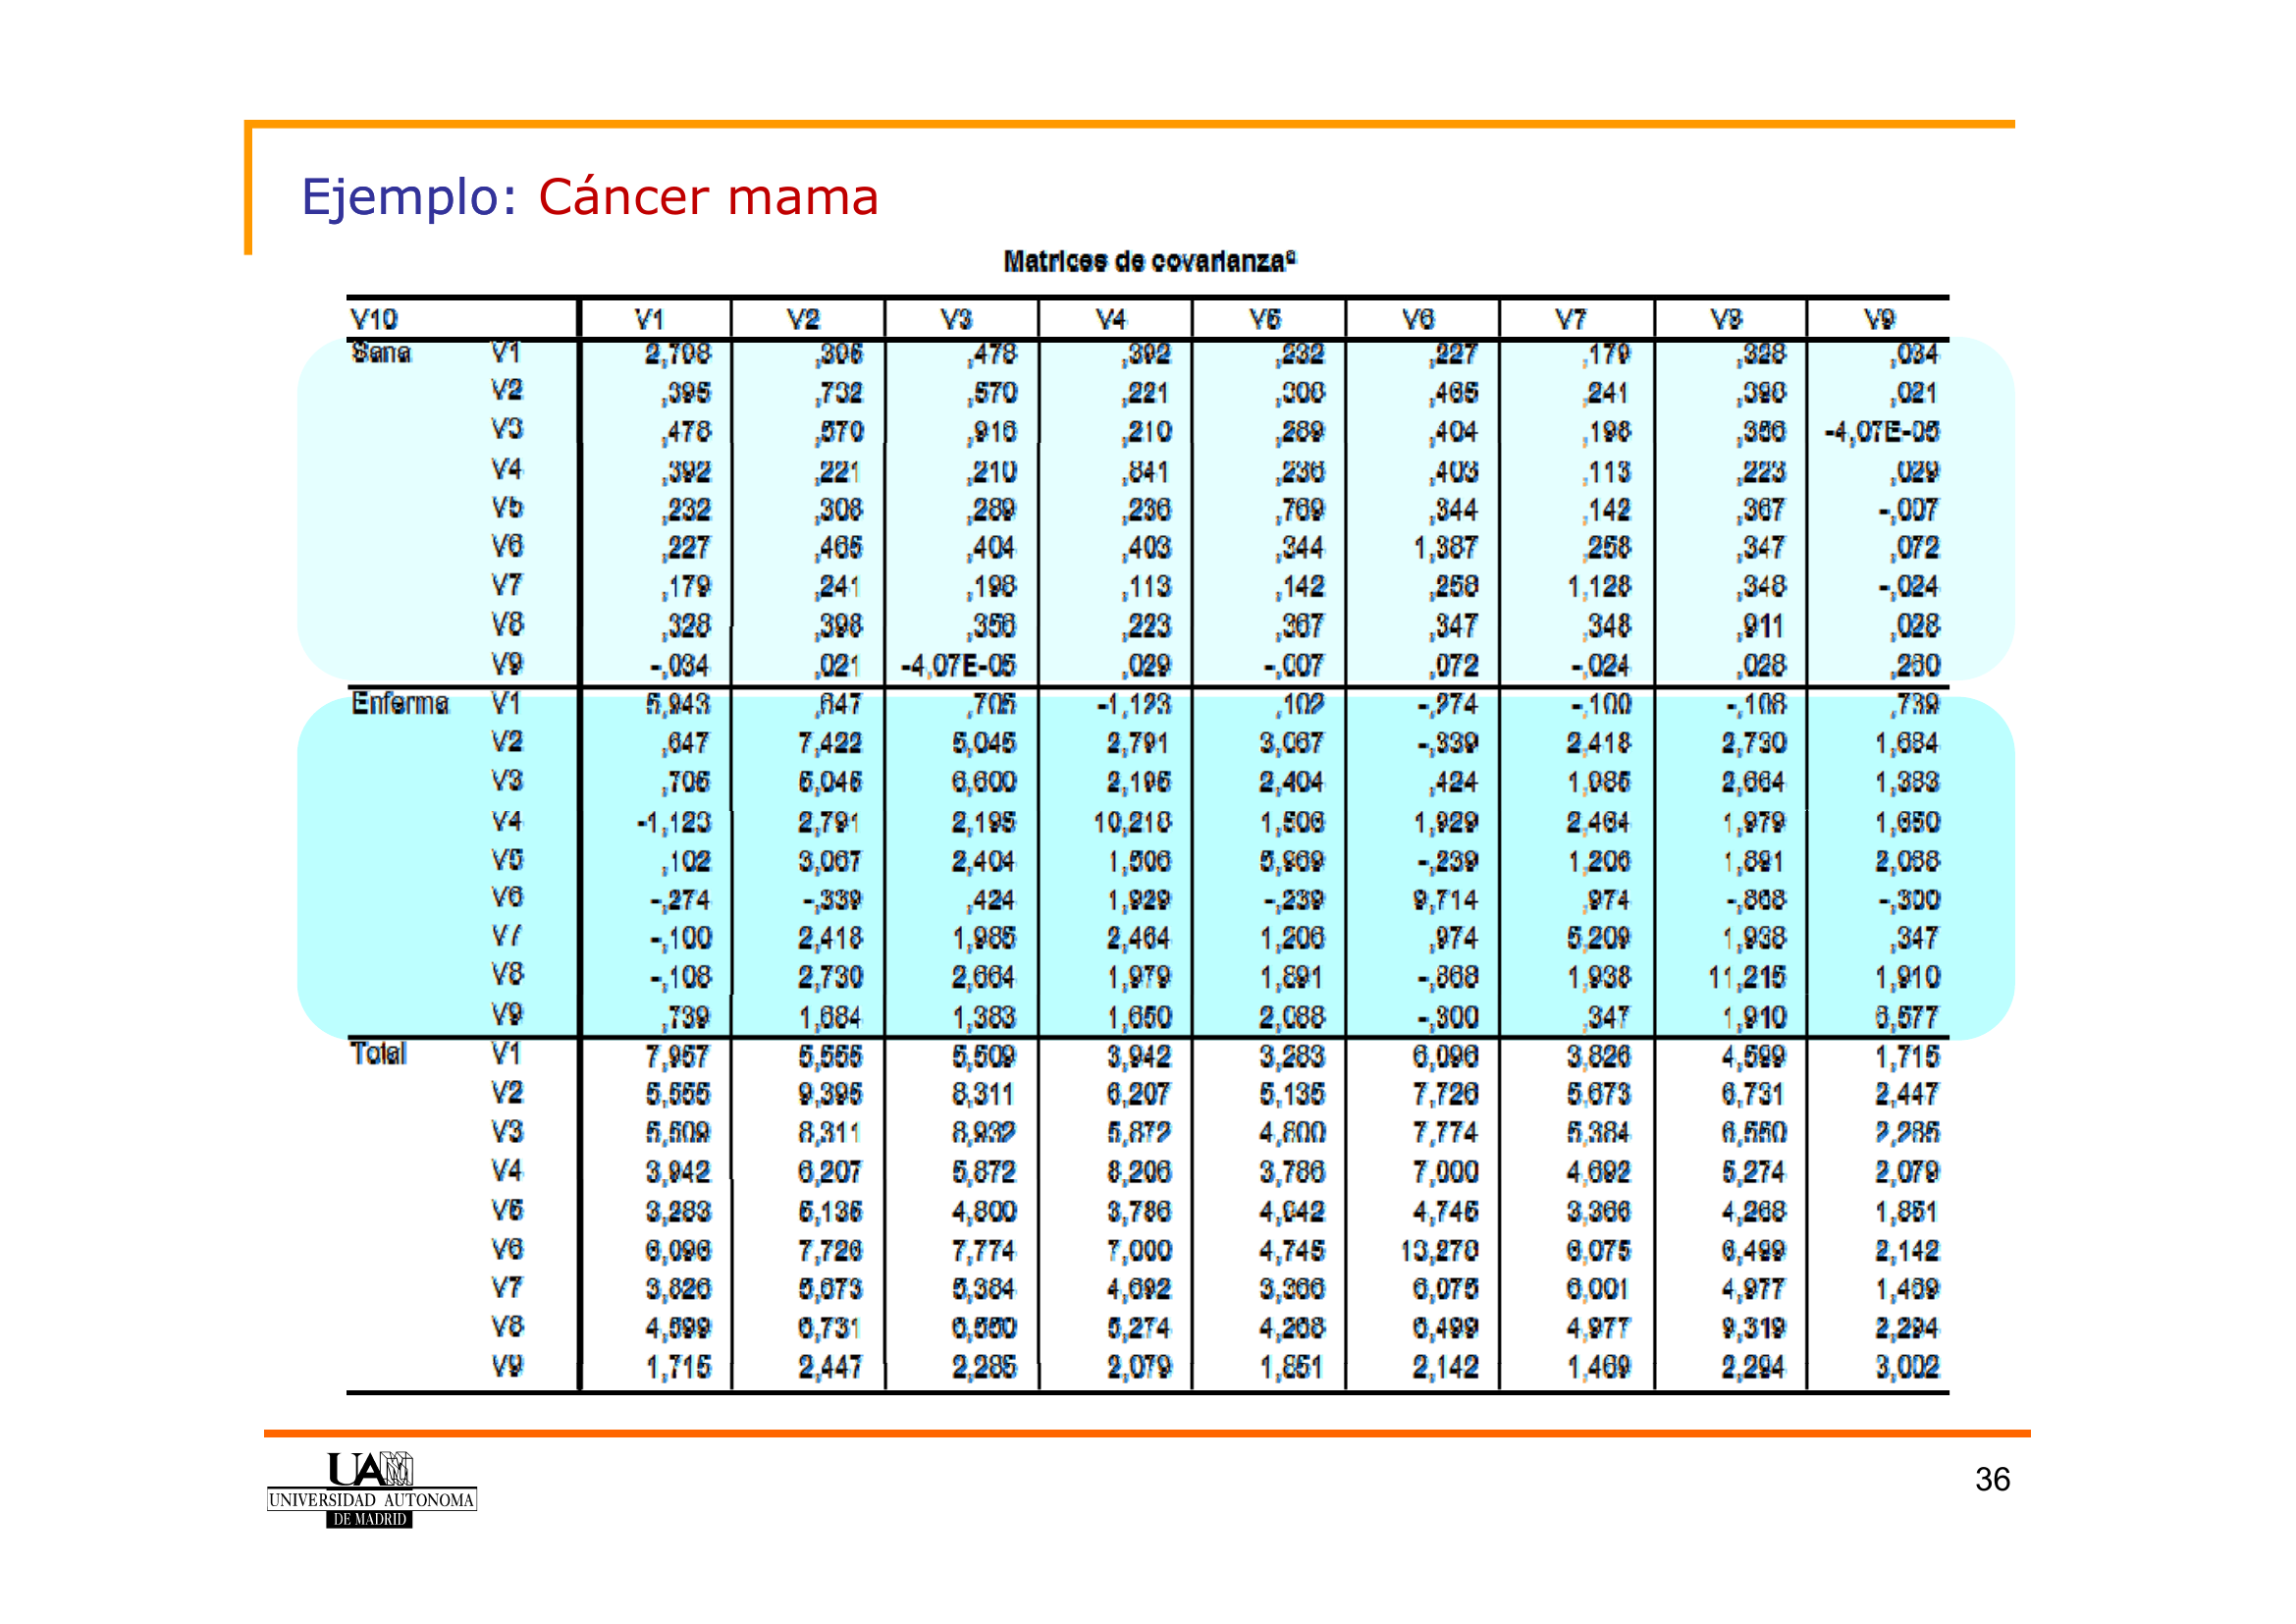 Ejemplo: Cáncer mama
Matrices de covarianzaª
V10 V1 V2 V3 V4 V5 V6 V7 V8 V9
Sana V1 2,708 ,395 ,478 ,392 ,232 ,227 ,179 ,328 ,034
V2 ,395 ,732 ,570 ,221 ,308 ,465 ,241 ,398 ,021
V3 ,478 ,570 ,916 ,210 ,289 ,404 ,198 ,356 -4,07E-05
V4 ,392 ,221 ,210 ,841 ,236 ,403 ,113 ,223 ,029
V5 ,232 ,308 ,289 ,236 ,769 ,344 ,142 ,367 -,007
V6 ,227 ,465 ,404 ,403 ,344 1,387 ,258 ,347 ,072
V7 ,179 ,241 ,198 ,113 ,142 ,258 1,128 ,348 -,024
V8 ,328 ,398 ,356 ,223 ,367 ,347 ,348 ,911 ,028
V9 -,034 ,021 -4,07E-05 ,029 -,007 ,072 -,024 ,028 ,260
Enferma V1 5,943 ,647 ,705 -1,123 ,102 -,274 -,100 -,108 ,739
V2 ,647 7,422 5,045 2,791 3,067 -,339 2,418 2,730 1,684
V3 ,705 5,045 6,600 2,195 2,404 ,424 1,985 2,664 1,383
V4 -1,123 2,791 2,195 10,218 1,506 1,929 2,464 1,979 1,650
V5 ,102 3,067 2,404 1,506 5,969 -,239 1,206 1,891 2,088
V6 -,274 -,339 ,424 1,929 -,239 9,714 ,974 -,868 -,300
V7 -,100 2,418 1,985 2,464 1,206 ,974 5,209 1,938 ,347
V8 -,108 2,730 2,664 1,979 1,891 -,868 1,938 11,215 1,910
V9 ,739 1,684 1,383 1,650 2,088 -,300 ,347 1,910 6,577
Total V1 7,957 5,555 5,509 3,942 3,283 6,096 3,826 4,599 1,715
V2 5,555 9,395 8,311 6,207 5,135 7,726 5,673 6,731 2,447
V3 5,509 8,311 8,932 5,872 4,800 7,774 5,384 6,550 2,285
V4 3,942 6,207 5,872 8,206 3,786 7,000 4,692 5,274 2,079
V5 3,283 5,135 4,800 3,786 4,942 4,745 3,366 4,268 1,851
V6 6,096 7,726 7,774 7,000 4,745 13,278 6,075 6,499 2,142
V7 3,826 5,673 5,384 4,692 3,366 6,075 6,001 4,977 1,469
V8 4,599 6,731 6,550 5,274 4,268 6,499 4,977 9,319 2,294
V9 1,715 2,447 2,285 2,079 1,851 2,142 1,469 2,294 3,002
UAM
UNIVERSIDAD AUTONOMA
DE MADRID
36